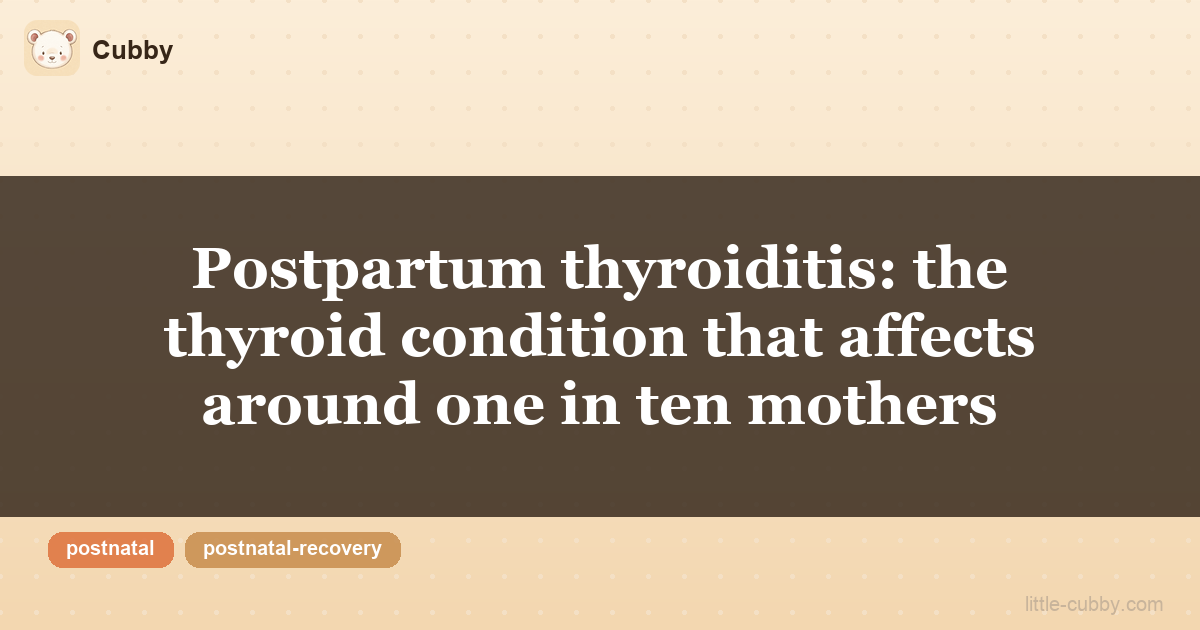 Cubby
Postpartum thyroiditis: the
thyroid condition that affects
around one in ten mothers
postnatal
postnatal-recovery
little-cubby.com